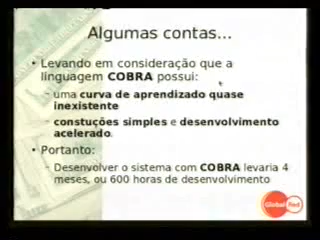 Algumas contas...
• Levando em consideração que a
linguagem COBRA possui:
– uma curva de aprendizado quase
inexistente
– constuções simples e desenvolvimento
acelerado.
• Portanto:
– Desenvolver o sistema com COBRA levaria 4
meses, ou 600 horas de desenvolvimento
Global Red